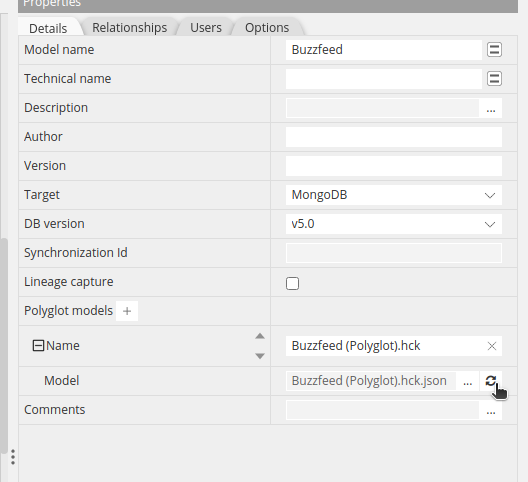 Properties
Details Relationships Users Options
Model name Buzzfeed
Technical name
Description ...
Author
Version
Target MongoDB
DB version v5.0
Synchronization Id
Lineage capture
Polyglot models +
Name Buzzfeed (Polyglot).hck
Model Buzzfeed (Polyglot).hck.json ...
Comments ...